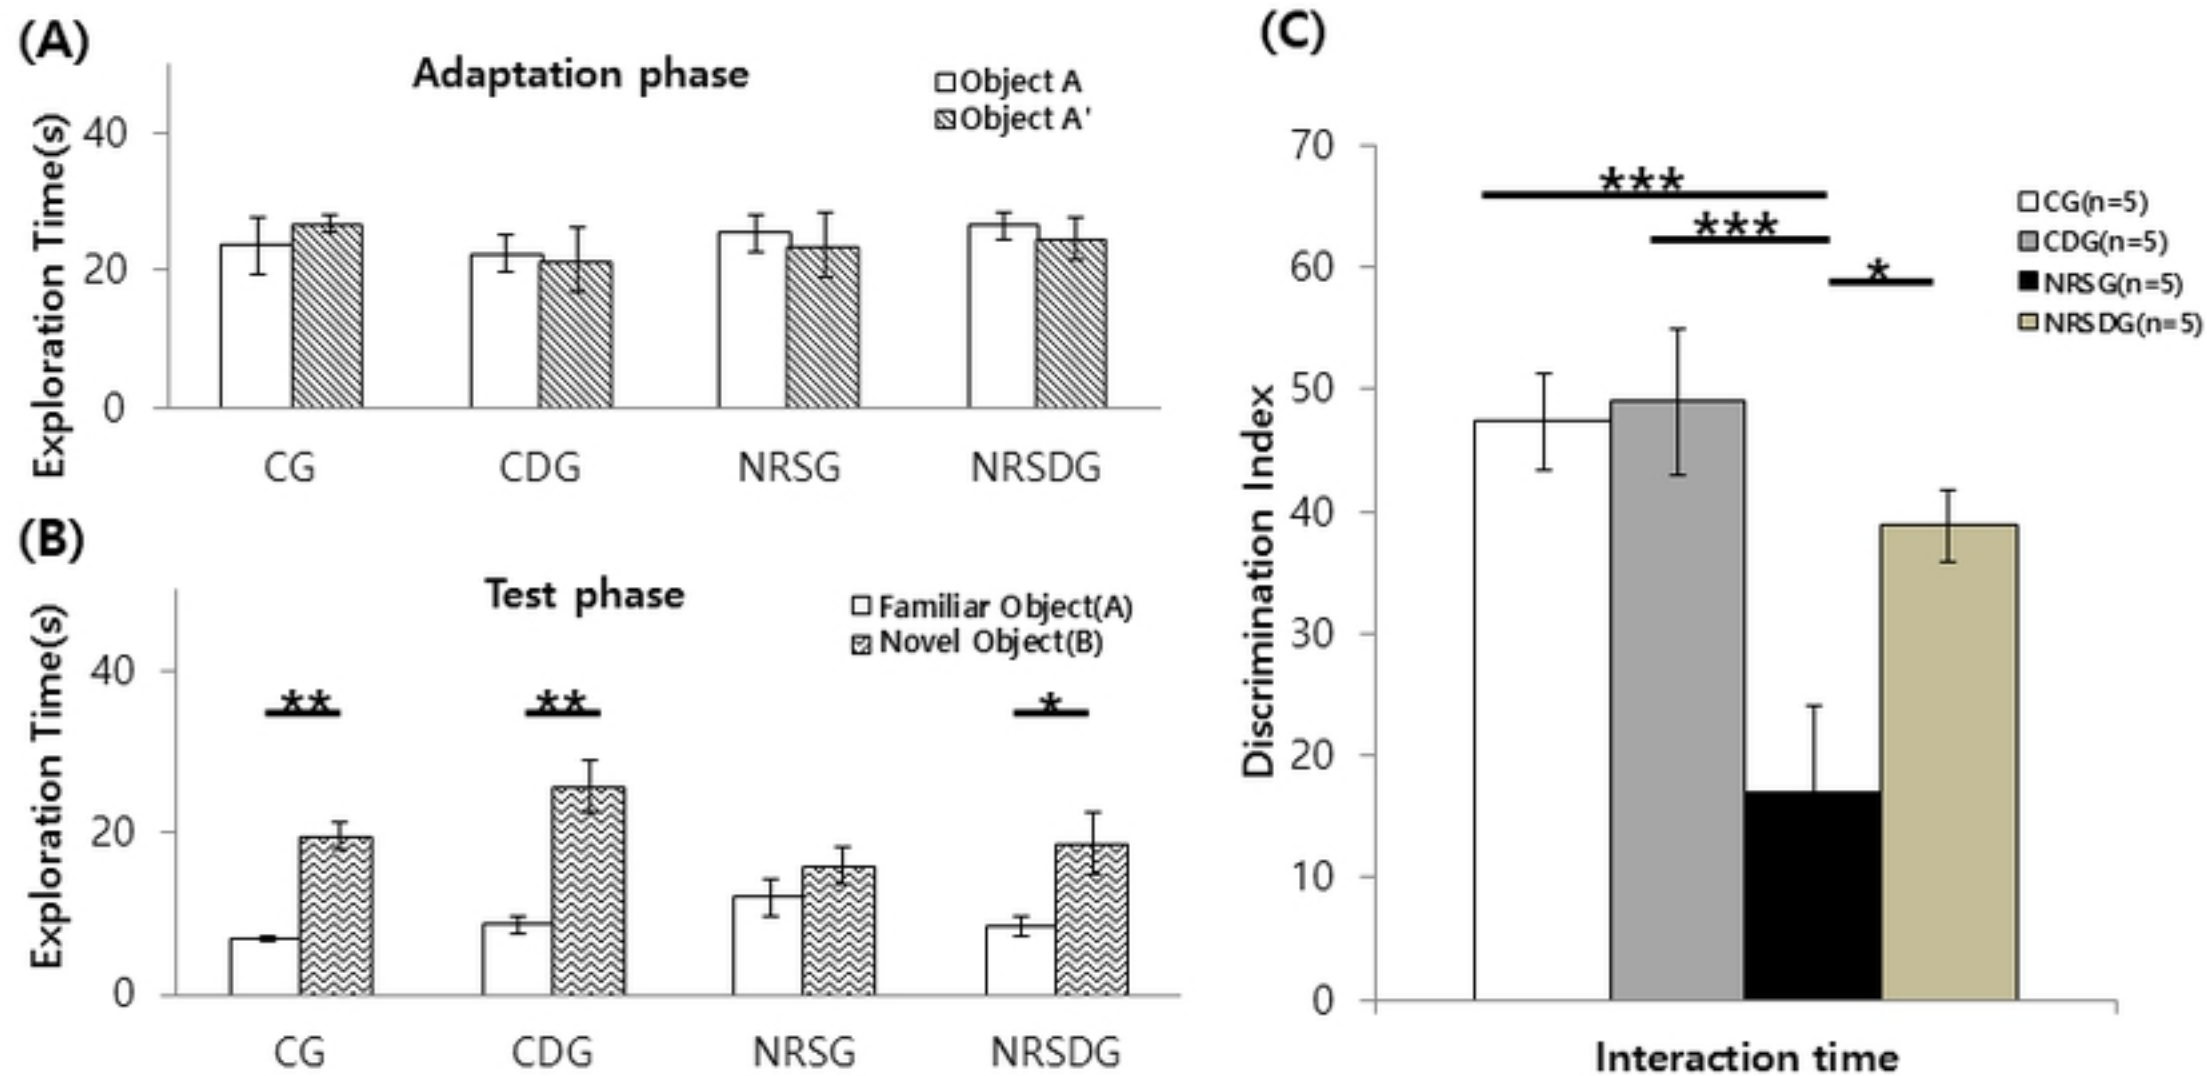 (A)
Adaptation phase
Object A
Object A'
Exploration Time(s)
40
20
0
CG CDG NRSG NRSDG
(B)
Test phase
Familiar Object(A)
Novel Object(B)
Exploration Time(s)
40
** ** *
20
0
CG CDG NRSG NRSDG
(C)
70
60
50
40
30
20
10
0
Discrimination Index
***
***
*
CG(n=5)
CDG(n=5)
NRSG(n=5)
NRSDG(n=5)
Interaction time